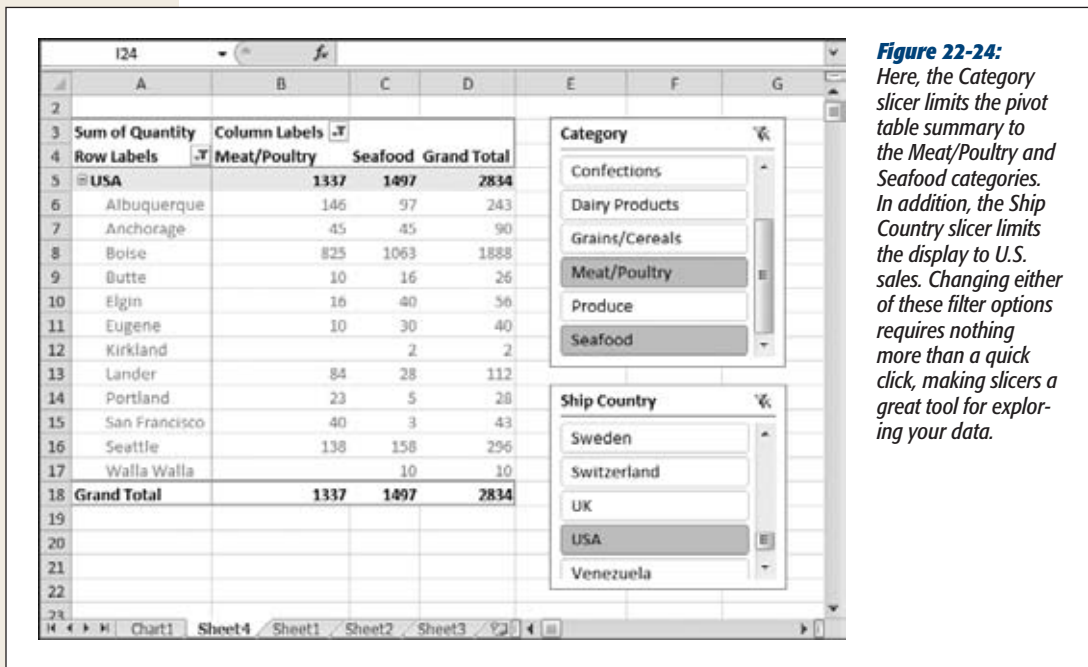 I24
fx
A B C D E F G
2
3 Sum of Quantity Column Labels
4 Row Labels Meat/Poultry Seafood Grand Total
5 USA 1337 1497 2834
6 Albuquerque 146 97 243
7 Anchorage 45 45 90
8 Boise 825 1063 1888
9 Butte 10 16 26
10 Elgin 16 40 56
11 Eugene 10 30 40
12 Kirkland 2 2
13 Lander 84 28 112
14 Portland 23 5 28
15 San Francisco 40 3 43
16 Seattle 138 158 296
17 Walla Walla 10 10
18 Grand Total 1337 1497 2834
19
20
21
22
23
Category
Confections
Dairy Products
Grains/Cereals
Meat/Poultry
Produce
Seafood
Ship Country
Sweden
Switzerland
UK
USA
Venezuela
Chart1 Sheet4 Sheet1 Sheet2 Sheet3
Figure 22-24:
Here, the Category
slicer limits the pivot
table summary to
the Meat/Poultry and
Seafood categories.
In addition, the Ship
Country slicer limits
the display to U.S.
sales. Changing either
of these filter options
requires nothing
more than a quick
click, making slicers a
great tool for explor-
ing your data.